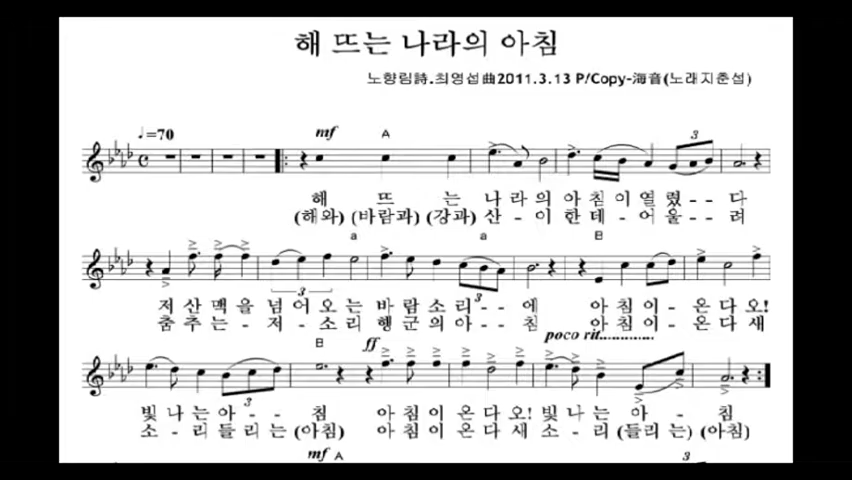 해 뜨는 나라의 아침
노향림詩.최영섭曲2011.3.13 P/Copy-海音(노래지춘섭)
♩=70 mf A 3
해 뜨 는 나 라 의 아 침 이 열 렸 - - 다
(해와) (바람과) (강과) 산 - 이 한 데 - 어 울 - - 려
a a B
3 3
저 산 맥 을 넘 어 오 는 바 람 소 리 - - 에 아 침 이 - 온 다 오!
춤 추 는 - 저 - 소 리 행 군 의 아 - 침 아 침 이 - 온 다 새
B ff poco rit.............
3
빛 나 는 아 - - 침 아 침 이 온 다 오! 빛 나 는 아 - 침
소 - 리 들 리 는 (아침) 아 침 이 온 다 새 소 - 리 (들리 는) (아침)
mf A 3